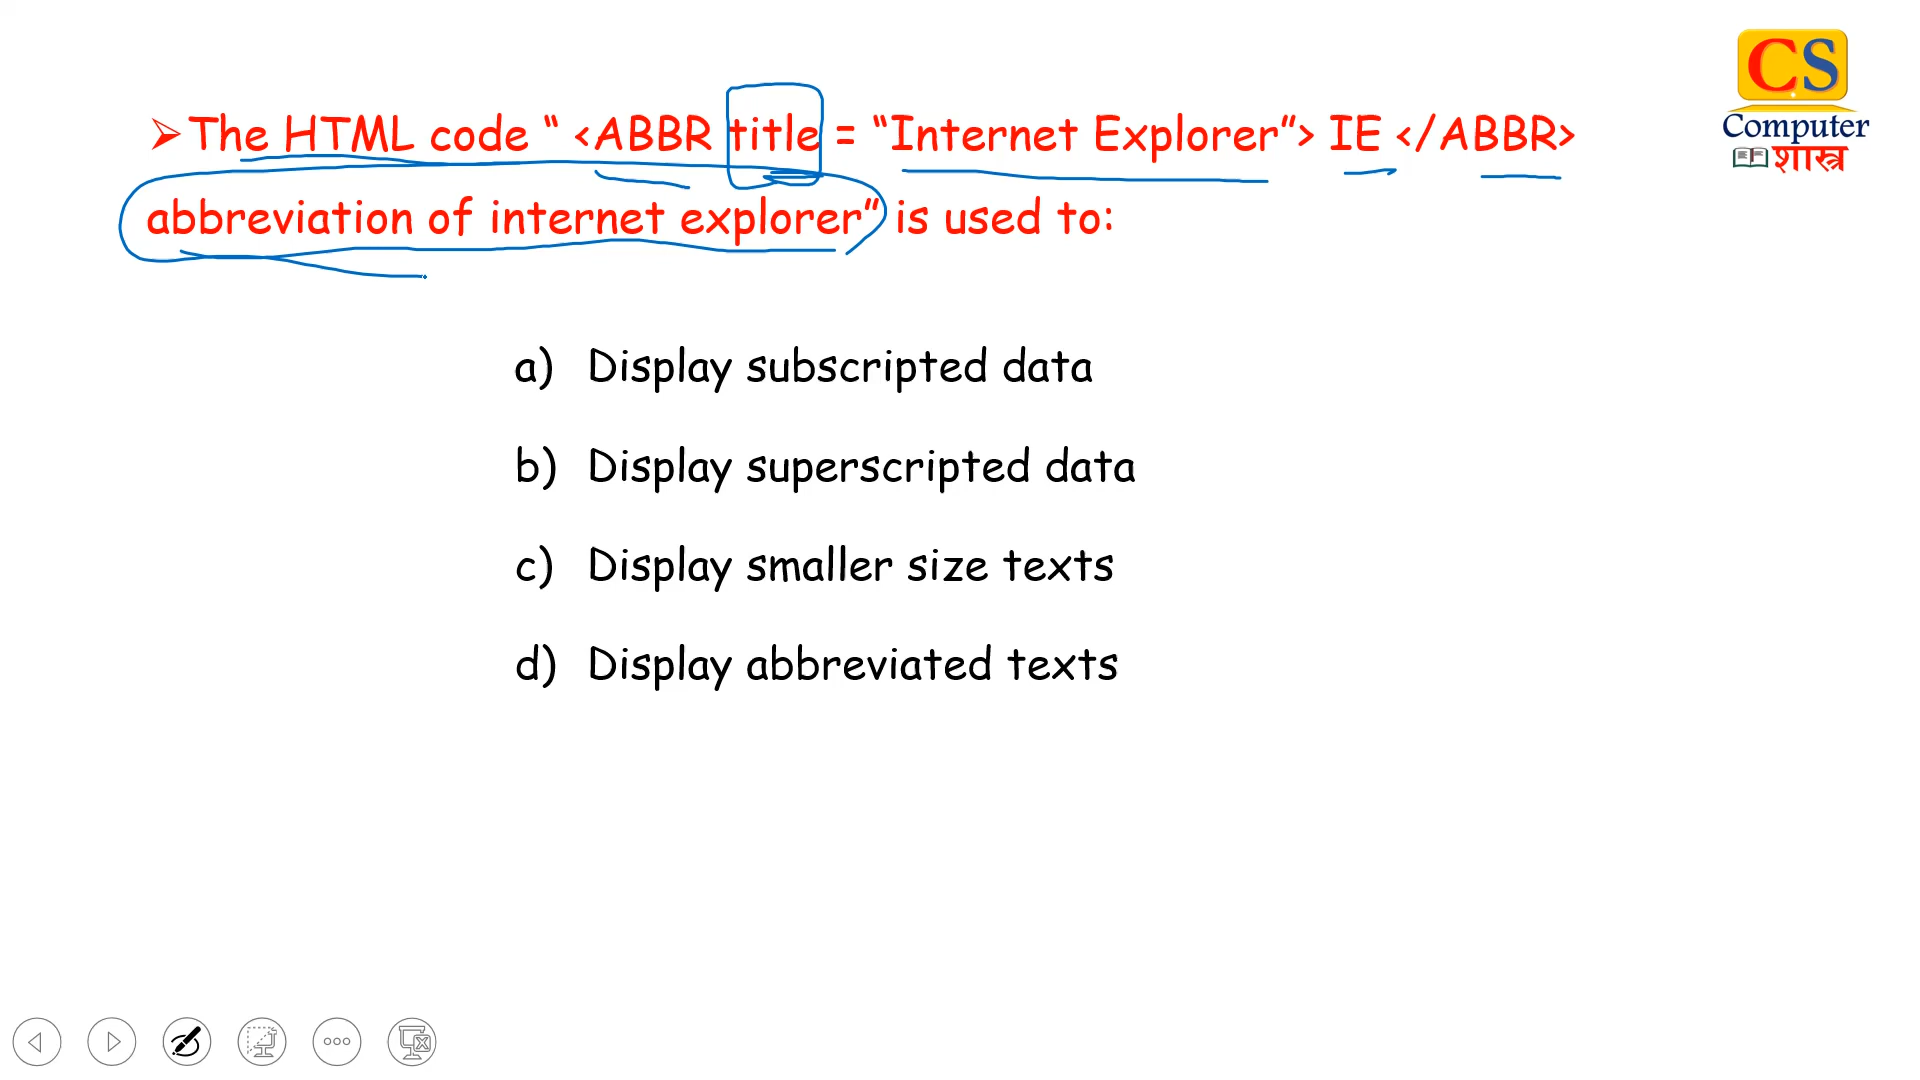 CS
➢The HTML code “ <ABBR title = “Internet Explorer”> IE </ABBR>
Computer
शास्त्र
abbreviation of internet explorer” is used to:
a) Display subscripted data
b) Display superscripted data
c) Display smaller size texts
d) Display abbreviated texts